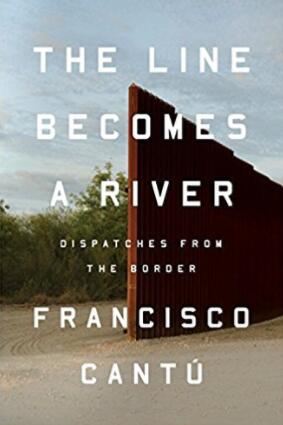 THE LINE
BECOMES
A RIVER
DISPATCHES FROM
THE BORDER
FRANCISCO
CANTÚ